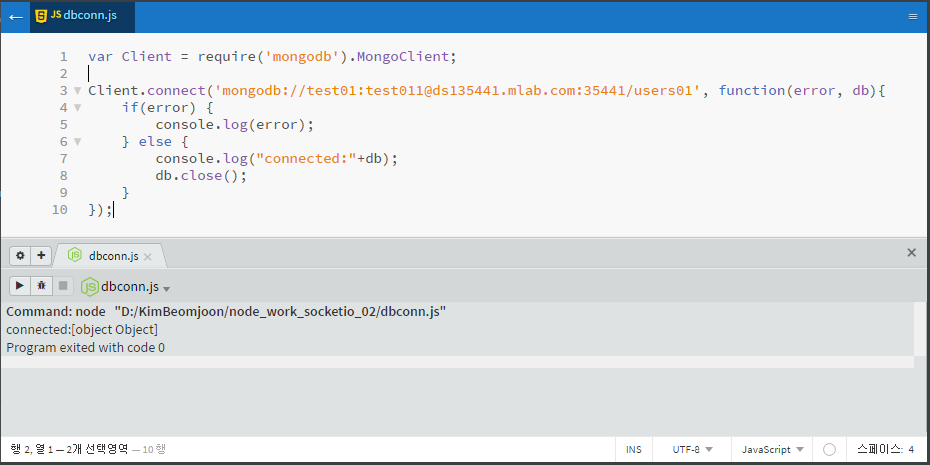 JS dbconn.js
1 var Client = require('mongodb').MongoClient;
2
3 Client.connect('mongodb://test01:test011@ds135441.mlab.com:35441/users01', function(error, db){
4 if(error) {
5 console.log(error);
6 } else {
7 console.log("connected:"+db);
8 db.close();
9 }
10 });
JS dbconn.js
JS dbconn.js
Command: node "D:/KimBeomjoon/node_work_socketio_02/dbconn.js"
connected:[object Object]
Program exited with code 0
행 2, 열 1 — 2개 선택영역 — 10 행 INS UTF-8 JavaScript 스페이스: 4